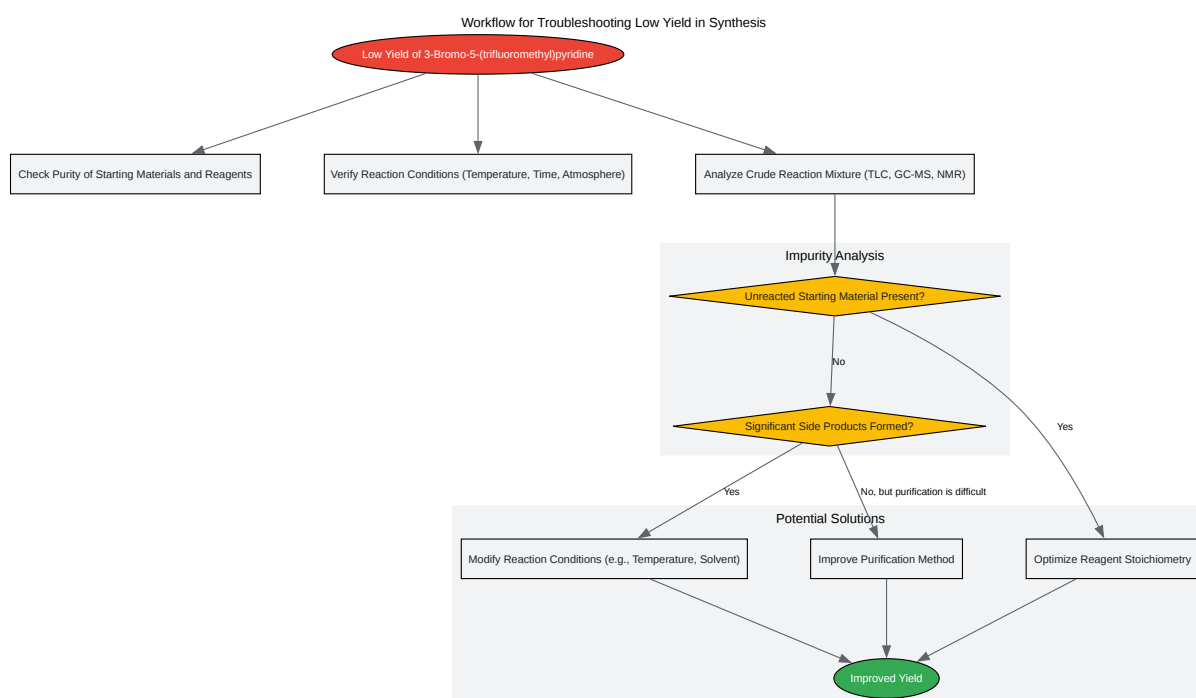 Workflow for Troubleshooting Low Yield in Synthesis
Low Yield of 3-Bromo-5-(trifluoromethyl)pyridine
Check Purity of Starting Materials and Reagents
Verify Reaction Conditions (Temperature, Time, Atmosphere)
Analyze Crude Reaction Mixture (TLC, GC-MS, NMR)
Impurity Analysis
Unreacted Starting Material Present?
No
Significant Side Products Formed?
Yes
Yes
No, but purification is difficult
Potential Solutions
Modify Reaction Conditions (e.g., Temperature, Solvent)
Improve Purification Method
Optimize Reagent Stoichiometry
Improved Yield